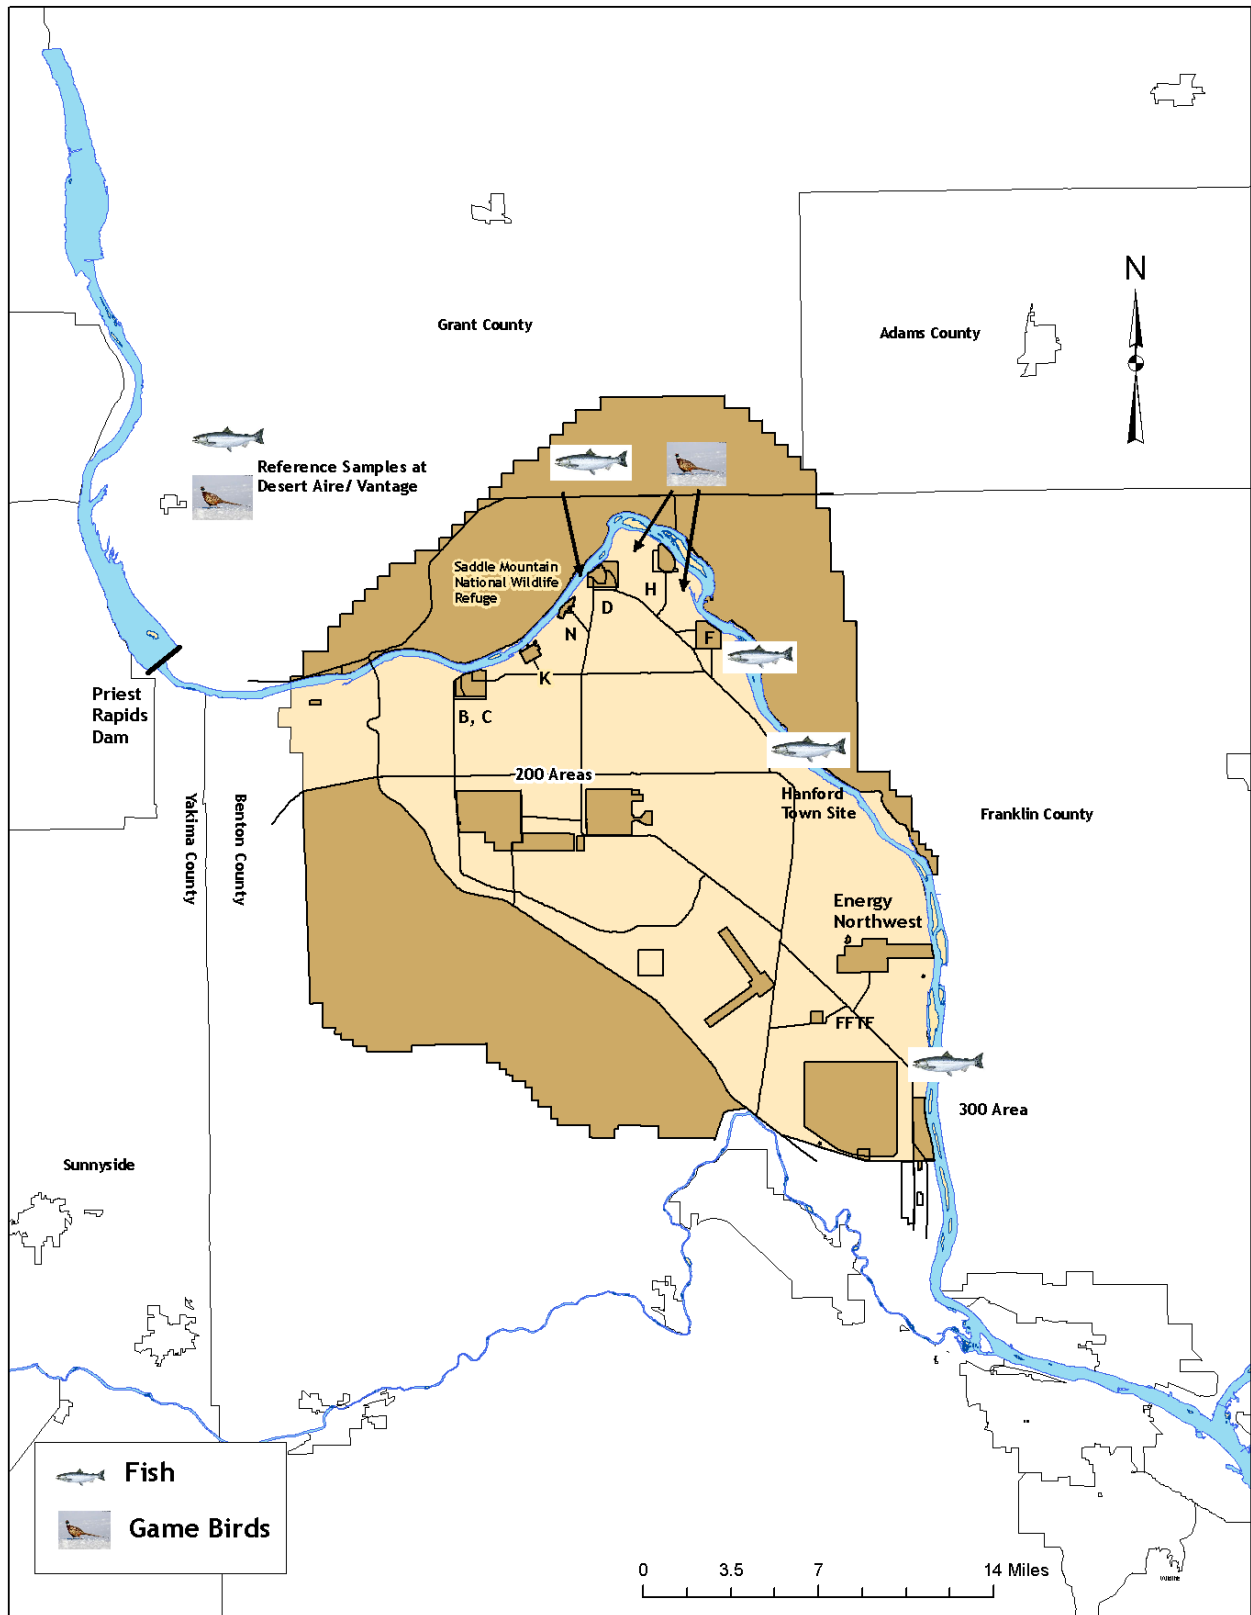 N
Grant County
Adams County
Reference Samples at
Desert Aire/ Vantage
Saddle Mountain
National Wildlife
Refuge
H
D
N
F
K
Priest
Rapids
Dam
B, C
200 Areas
Hanford
Town Site
Yakima County
Benton County
Franklin County
Energy
Northwest
FFTF
300 Area
Sunnyside
Fish
Game Birds
0 3.5 7 14 Miles